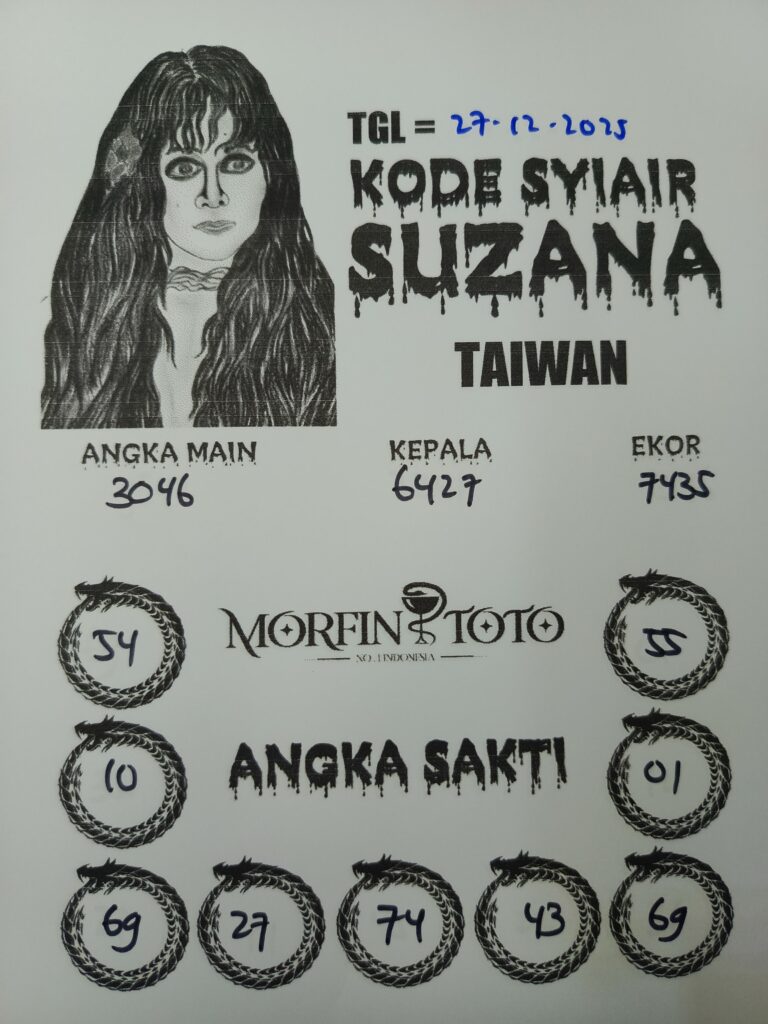 TGL = 27-12-2025
KODE SYIAIR
SUZANA
TAIWAN
ANGKA MAIN KEPALA EKOR
3046 6427 7435
54 MORFIN TOTO 55
NO.1 INDONESIA
10 ANGKA SAKTI 01
69 27 74 43 69